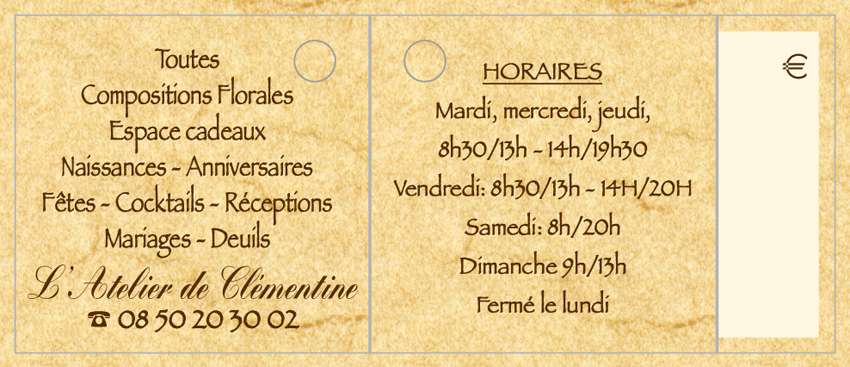 Toutes
Compositions Florales
Espace cadeaux
Naissances - Anniversaires
Fêtes - Cocktails - Réceptions
Mariages - Deuils
L'Atelier de Clémentine
☎ 08 50 20 30 02
HORAIRES
Mardi, mercredi, jeudi,
8h30/13h - 14h/19h30
Vendredi: 8h30/13h - 14H/20H
Samedi: 8h/20h
Dimanche 9h/13h
Fermé le lundi
€